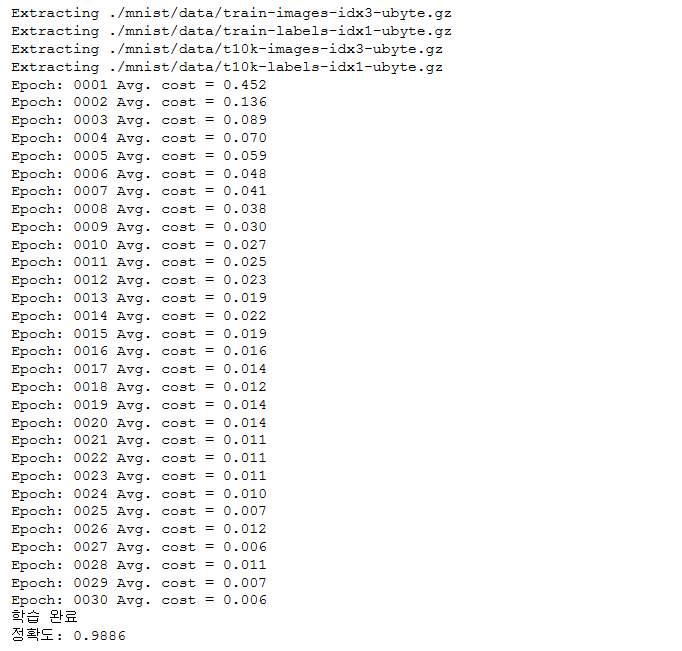 Extracting ./mnist/data/train-images-idx3-ubyte.gz
Extracting ./mnist/data/train-labels-idx1-ubyte.gz
Extracting ./mnist/data/t10k-images-idx3-ubyte.gz
Extracting ./mnist/data/t10k-labels-idx1-ubyte.gz
Epoch: 0001 Avg. cost = 0.452
Epoch: 0002 Avg. cost = 0.136
Epoch: 0003 Avg. cost = 0.089
Epoch: 0004 Avg. cost = 0.070
Epoch: 0005 Avg. cost = 0.059
Epoch: 0006 Avg. cost = 0.048
Epoch: 0007 Avg. cost = 0.041
Epoch: 0008 Avg. cost = 0.038
Epoch: 0009 Avg. cost = 0.030
Epoch: 0010 Avg. cost = 0.027
Epoch: 0011 Avg. cost = 0.025
Epoch: 0012 Avg. cost = 0.023
Epoch: 0013 Avg. cost = 0.019
Epoch: 0014 Avg. cost = 0.022
Epoch: 0015 Avg. cost = 0.019
Epoch: 0016 Avg. cost = 0.016
Epoch: 0017 Avg. cost = 0.014
Epoch: 0018 Avg. cost = 0.012
Epoch: 0019 Avg. cost = 0.014
Epoch: 0020 Avg. cost = 0.014
Epoch: 0021 Avg. cost = 0.011
Epoch: 0022 Avg. cost = 0.011
Epoch: 0023 Avg. cost = 0.011
Epoch: 0024 Avg. cost = 0.010
Epoch: 0025 Avg. cost = 0.007
Epoch: 0026 Avg. cost = 0.012
Epoch: 0027 Avg. cost = 0.006
Epoch: 0028 Avg. cost = 0.011
Epoch: 0029 Avg. cost = 0.007
Epoch: 0030 Avg. cost = 0.006
학습 완료
정확도: 0.9886